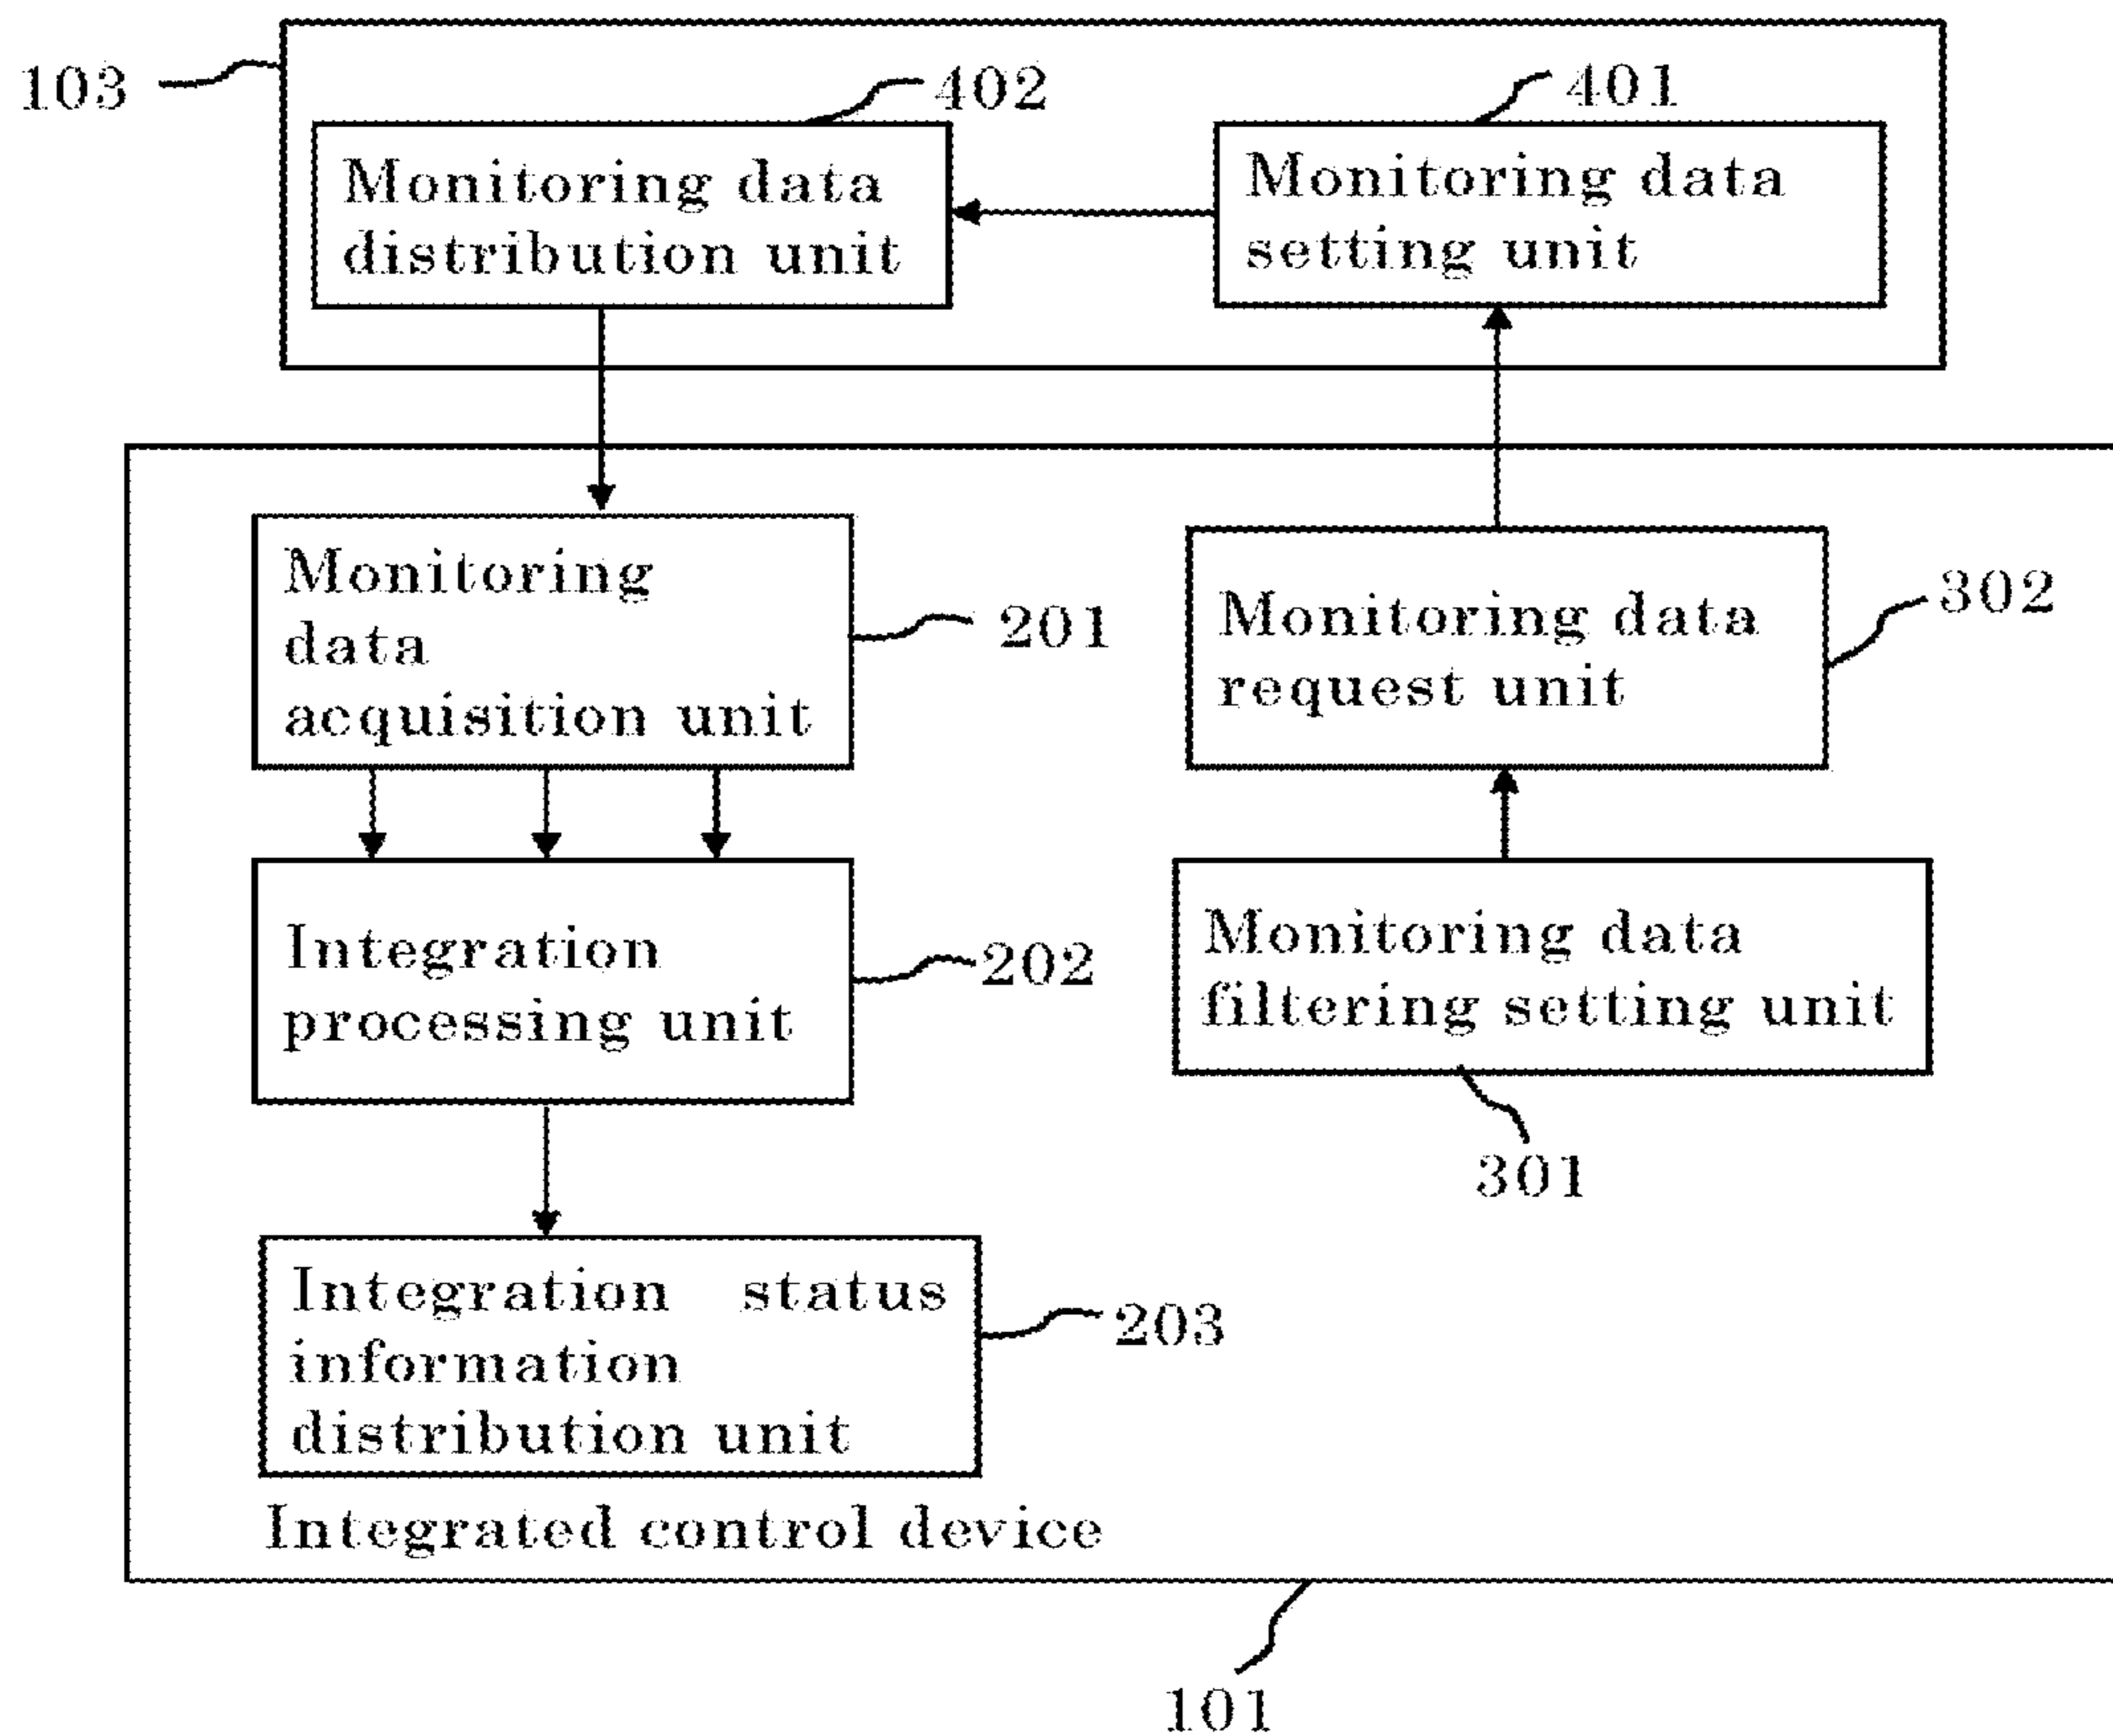 103
402
401
Monitoring data
distribution unit
Monitoring data
setting unit
Monitoring
data
acquisition unit
201
Monitoring data
request unit
302
Integration
processing unit
202
Monitoring data
filtering setting unit
301
Integration status
information
distribution unit
203
Integrated control device
101